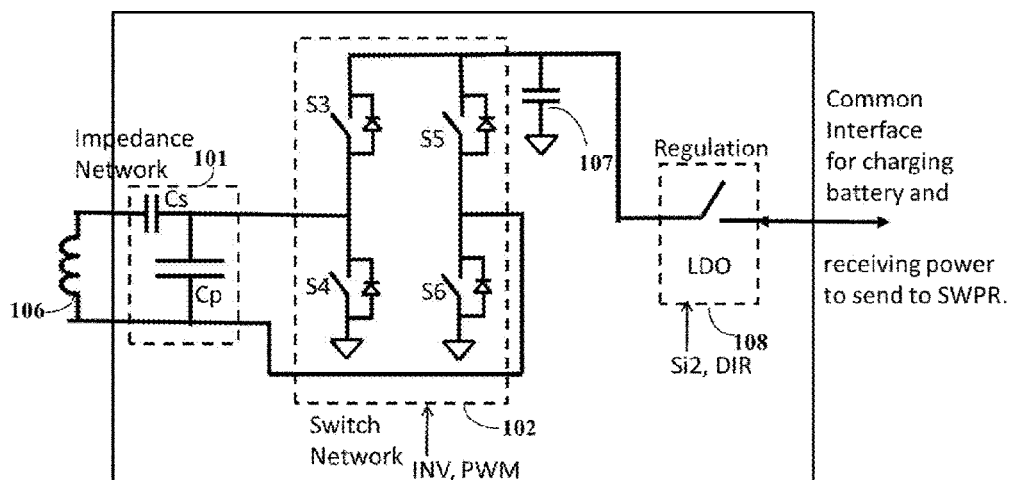 Impedance
Network
101
Cs
Cp
106
S3
S5
S4
S6
107
Regulation
LDO
108
Si2, DIR
Switch
Network
102
INV, PWM
Common
Interface
for charging
battery and
receiving power
to send to SWPR.